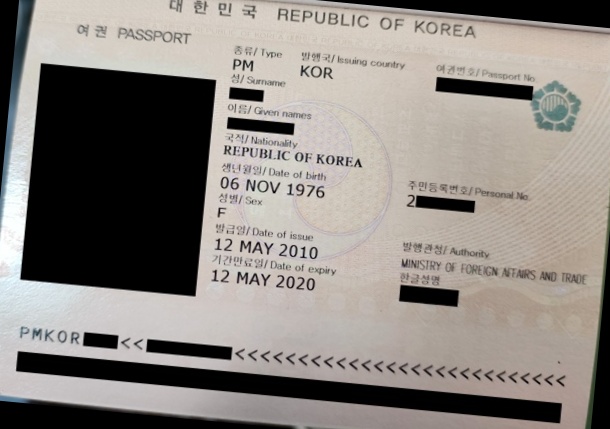 대한민국 REPUBLIC OF KOREA
여권 PASSPORT
종류/ Type 발행국/ Issuing country 여권번호/ Passport No.
PM KOR
성/ Surname
이름/ Given names
국적/ Nationality
REPUBLIC OF KOREA
생년월일/ Date of birth 주민등록번호/ Personal No.
06 NOV 1976 2
성별/ Sex
F
발급일/ Date of issue 발행관청/ Authority
12 MAY 2010 MINISTRY OF FOREIGN AFFAIRS AND TRADE
기간만료일/ Date of expiry 한글성명
12 MAY 2020
PMKOR<<<<<<<<<<<<<<<<<<<<<<<<<<<<<<<